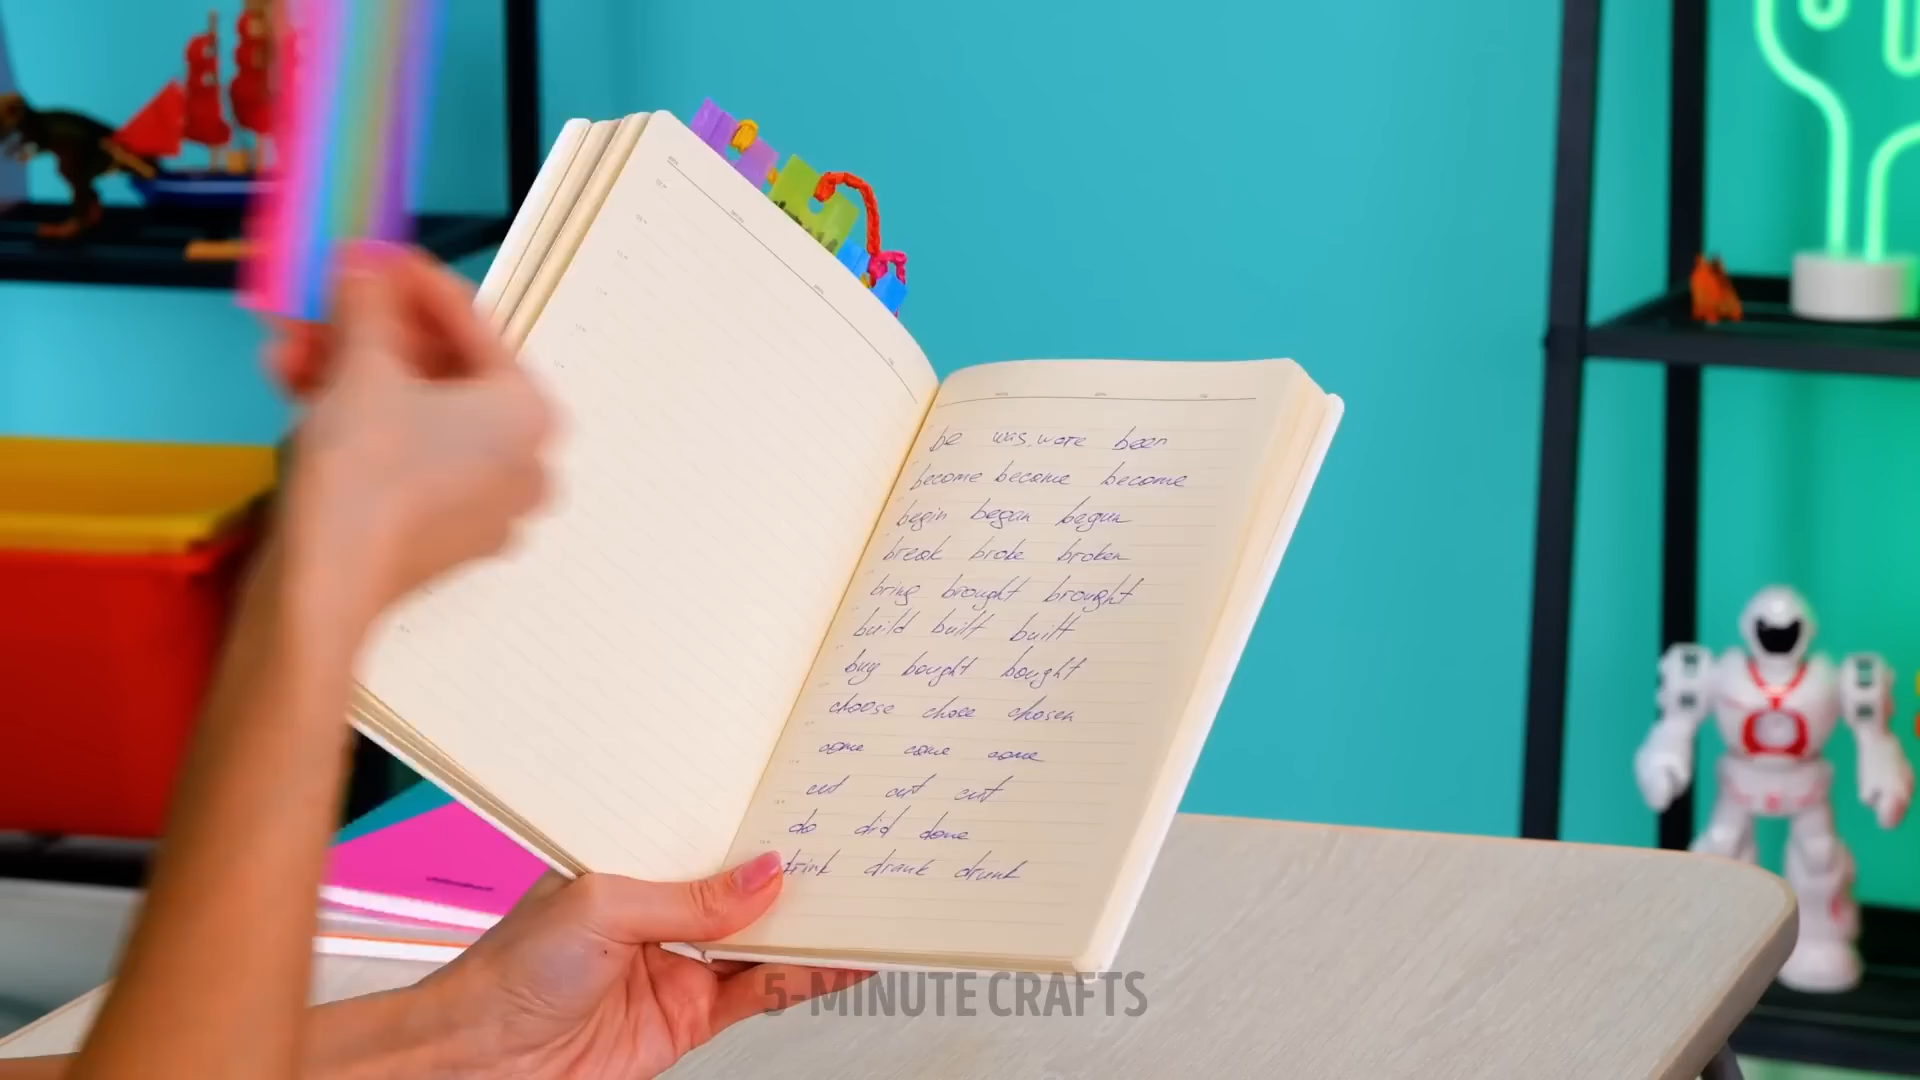 be was, were been
become became become
begin began begun
break broke broken
bring brought brought
build built built
buy bought bought
choose chose chosen
come came come
cut cut cut
do did done
drink drank drunk
5-MINUTE CRAFTS